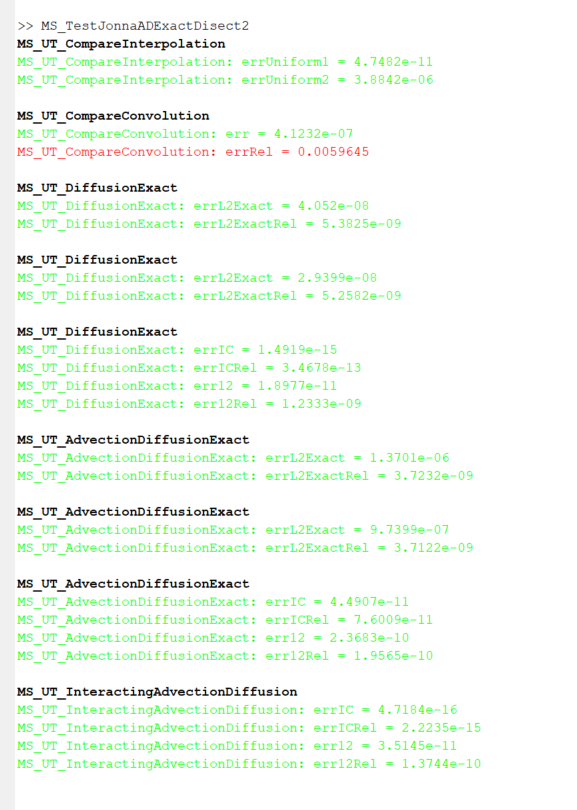 >> MS_TestJonnaADExactDisect2
MS_UT_CompareInterpolation
MS_UT_CompareInterpolation: errUniform1 = 4.7482e-11
MS_UT_CompareInterpolation: errUniform2 = 3.8842e-06
MS_UT_CompareConvolution
MS_UT_CompareConvolution: err = 4.1232e-07
MS_UT_CompareConvolution: errRel = 0.0059645
MS_UT_DiffusionExact
MS_UT_DiffusionExact: errL2Exact = 4.052e-08
MS_UT_DiffusionExact: errL2ExactRel = 5.3825e-09
MS_UT_DiffusionExact
MS_UT_DiffusionExact: errL2Exact = 2.9399e-08
MS_UT_DiffusionExact: errL2ExactRel = 5.2582e-09
MS_UT_DiffusionExact
MS_UT_DiffusionExact: errIC = 1.4919e-15
MS_UT_DiffusionExact: errICRel = 3.4678e-13
MS_UT_DiffusionExact: err12 = 1.8977e-11
MS_UT_DiffusionExact: err12Rel = 1.2333e-09
MS_UT_AdvectionDiffusionExact
MS_UT_AdvectionDiffusionExact: errL2Exact = 1.3701e-06
MS_UT_AdvectionDiffusionExact: errL2ExactRel = 3.7232e-09
MS_UT_AdvectionDiffusionExact
MS_UT_AdvectionDiffusionExact: errL2Exact = 9.7399e-07
MS_UT_AdvectionDiffusionExact: errL2ExactRel = 3.7122e-09
MS_UT_AdvectionDiffusionExact
MS_UT_AdvectionDiffusionExact: errIC = 4.4907e-11
MS_UT_AdvectionDiffusionExact: errICRel = 7.6009e-11
MS_UT_AdvectionDiffusionExact: err12 = 2.3683e-10
MS_UT_AdvectionDiffusionExact: err12Rel = 1.9565e-10
MS_UT_InteractingAdvectionDiffusion
MS_UT_InteractingAdvectionDiffusion: errIC = 4.7184e-16
MS_UT_InteractingAdvectionDiffusion: errICRel = 2.2235e-15
MS_UT_InteractingAdvectionDiffusion: err12 = 3.5145e-11
MS_UT_InteractingAdvectionDiffusion: err12Rel = 1.3744e-10